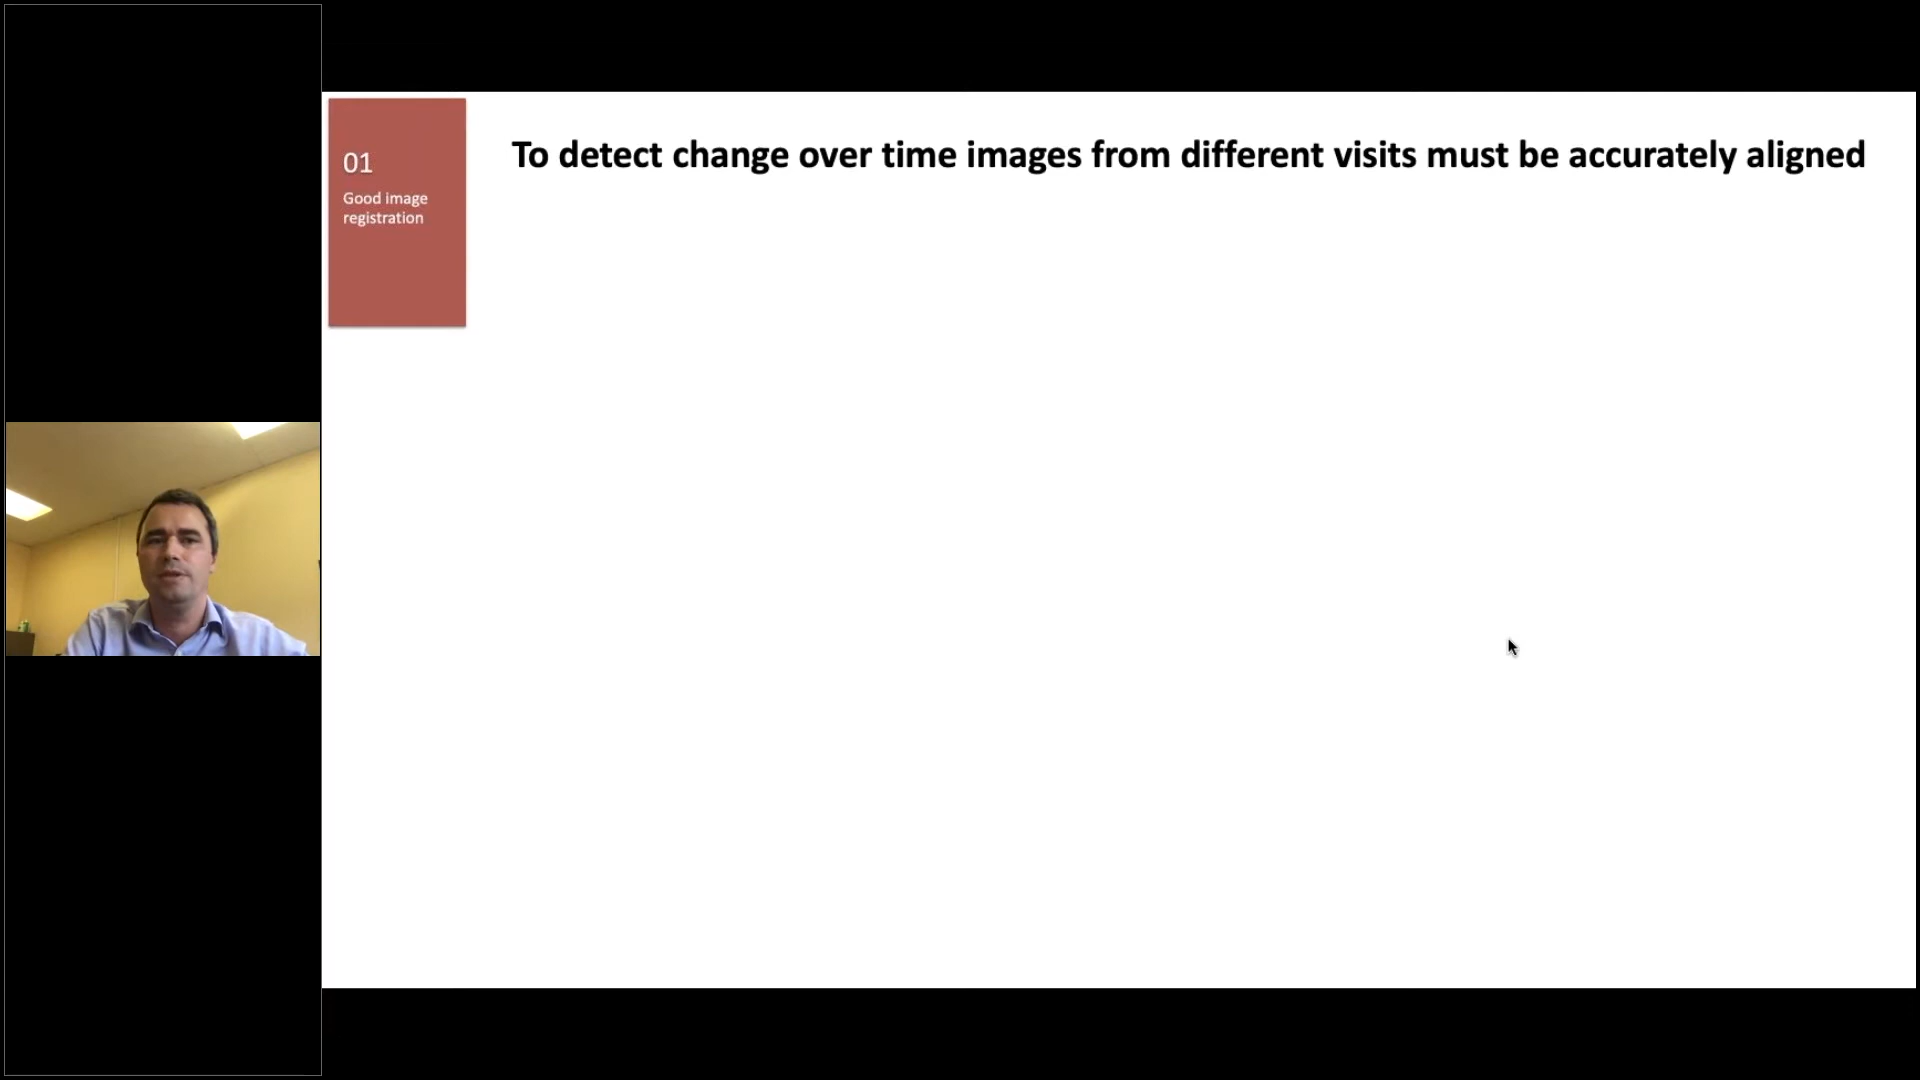 01
Good image
registration
To detect change over time images from different visits must be accurately aligned